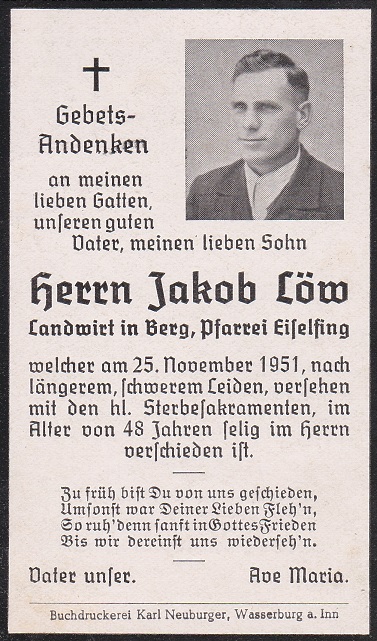 Gebets-
Andenken
an meinen
lieben Gatten,
unseren guten
Vater, meinen lieben Sohn
Herrn Jakob Löw
Landwirt in Berg, Pfarrei Eiselfing
welcher am 25. November 1951, nach
längerem, schwerem Leiden, versehen
mit den hl. Sterbesakramenten, im
Alter von 48 Jahren selig im Herrn
verschieden ist.
Zu früh bist Du von uns geschieden,
Umsonst war Deiner Lieben Fleh'n,
So ruh' denn sanft in Gottes Frieden
Bis wir dereinst uns wiederseh'n.
Vater unser. Ave Maria.
Buchdruckerei Karl Neuburger, Wasserburg a. Inn